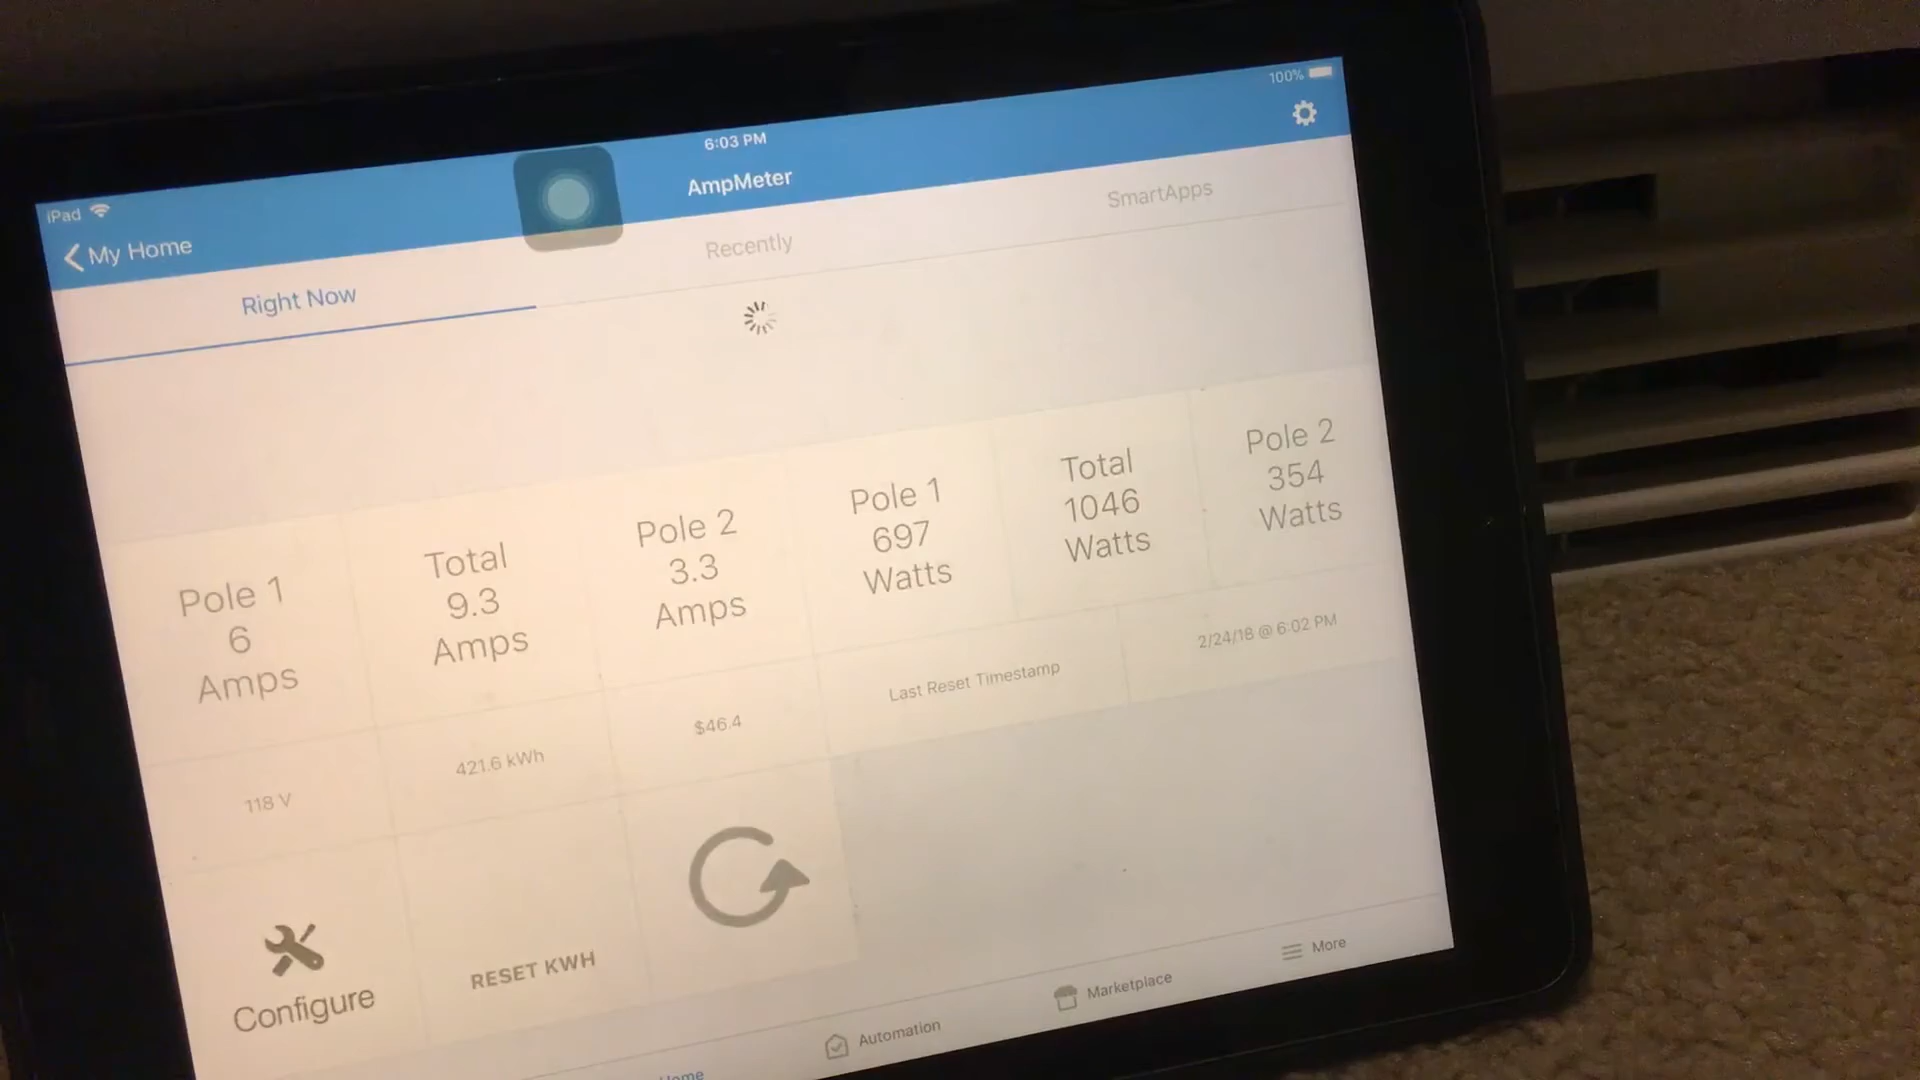 iPad
6:03 PM
100%
My Home
AmpMeter
Right Now
Recently
SmartApps
Pole 1
6
Amps
Total
9.3
Amps
Pole 2
3.3
Amps
Pole 1
697
Watts
Total
1046
Watts
Pole 2
354
Watts
118 V
421.6 kWh
$46.4
Last Reset Timestamp
2/24/18 @ 6:02 PM
Configure
RESET KWH
Home
Automation
Marketplace
More